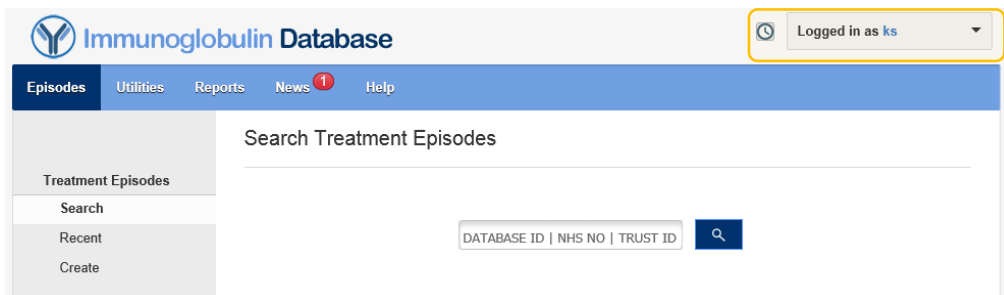 Immunoglobulin Database
Logged in as ks
Episodes Utilities Reports News 1 Help
Search Treatment Episodes
Treatment Episodes
Search
DATABASE ID | NHS NO | TRUST ID
Recent
Create